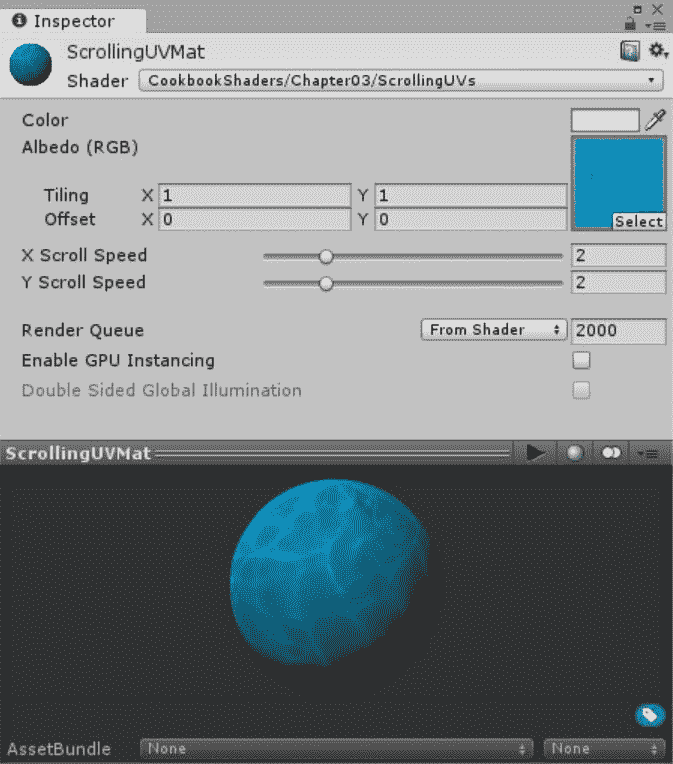 Inspector
ScrollingUVMat
Shader CookbookShaders/Chapter03/ScrollingUVs
Color
Albedo (RGB)
Tiling X 1 Y 1
Offset X 0 Y 0
Select
X Scroll Speed 2
Y Scroll Speed 2
Render Queue From Shader 2000
Enable GPU Instancing
Double Sided Global Illumination
ScrollingUVMat
AssetBundle None None